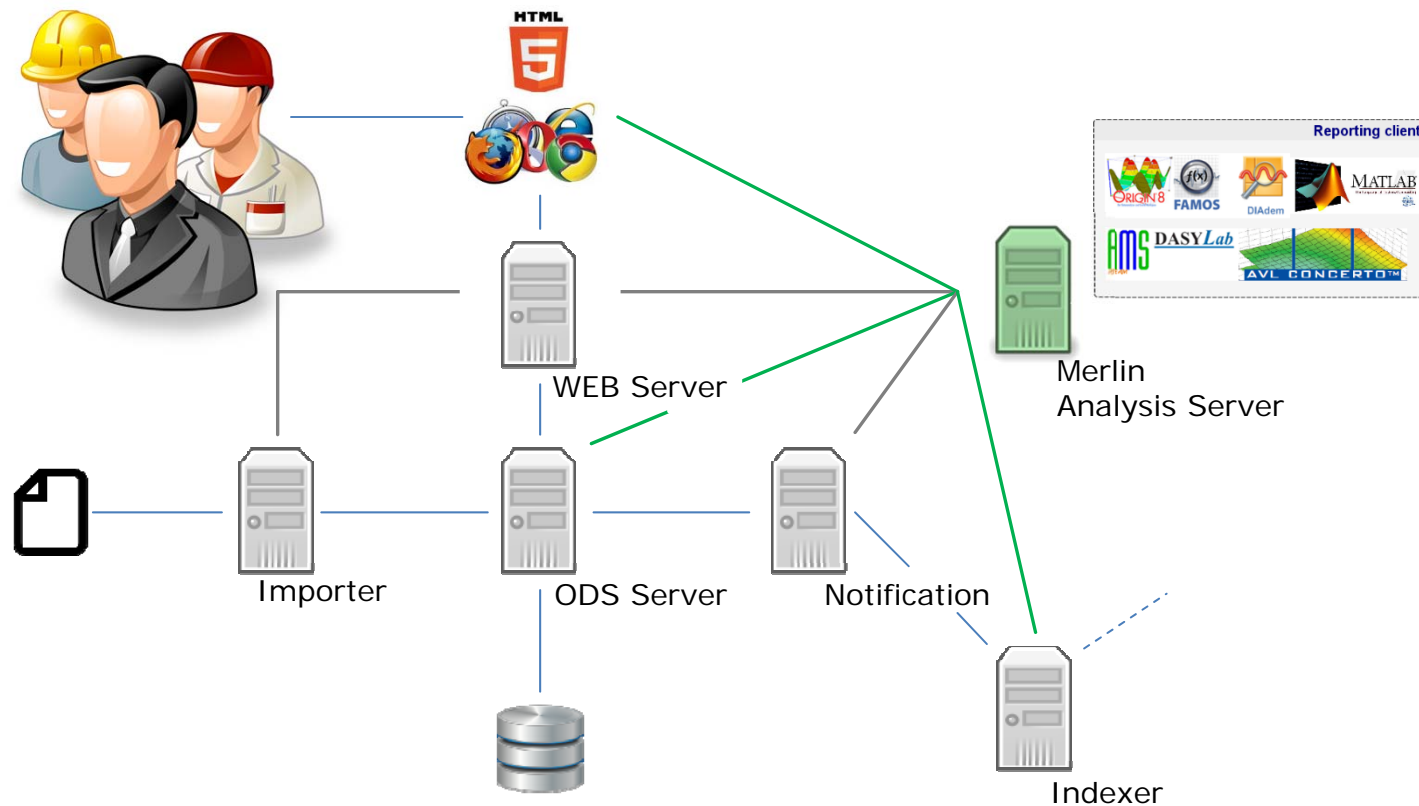 HTML
5
Reporting client
ORIGIN 8
f(x)
FAMOS
DIAdem
MATLAB
AMS
DASYLab
AVL CONCERTO™
WEB Server
Merlin
Analysis Server
Importer
ODS Server
Notification
Indexer